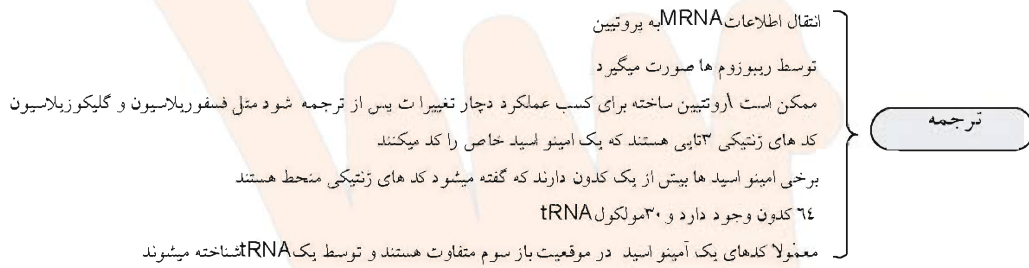 ترجمه
انتقال اطلاعات MRNA به پروتیین
توسط ریبوزوم ها صورت میگیرد
ممکن است \روتتیین ساخته برای کسب عملکرد دچار تغییرا ت پس از ترجمه شود مثل فسفوریلاسیون و گلیکوزیلاسیون
کد های ژنتیکی ۳تایی هستند که یک امینو اسید خاص را کد میکنند
برخی امینو اسید ها بیش از یک کدون دارند که گفته میشود کد های ژنتیکی منحط هستند
٦٤ کدون وجود دارد و ۳۰مولکول tRNA
معمولا کدهای یک آمینو اسید در موقعیت باز سوم متفاوت هستند و توسط یک tRNA شناخته میشوند